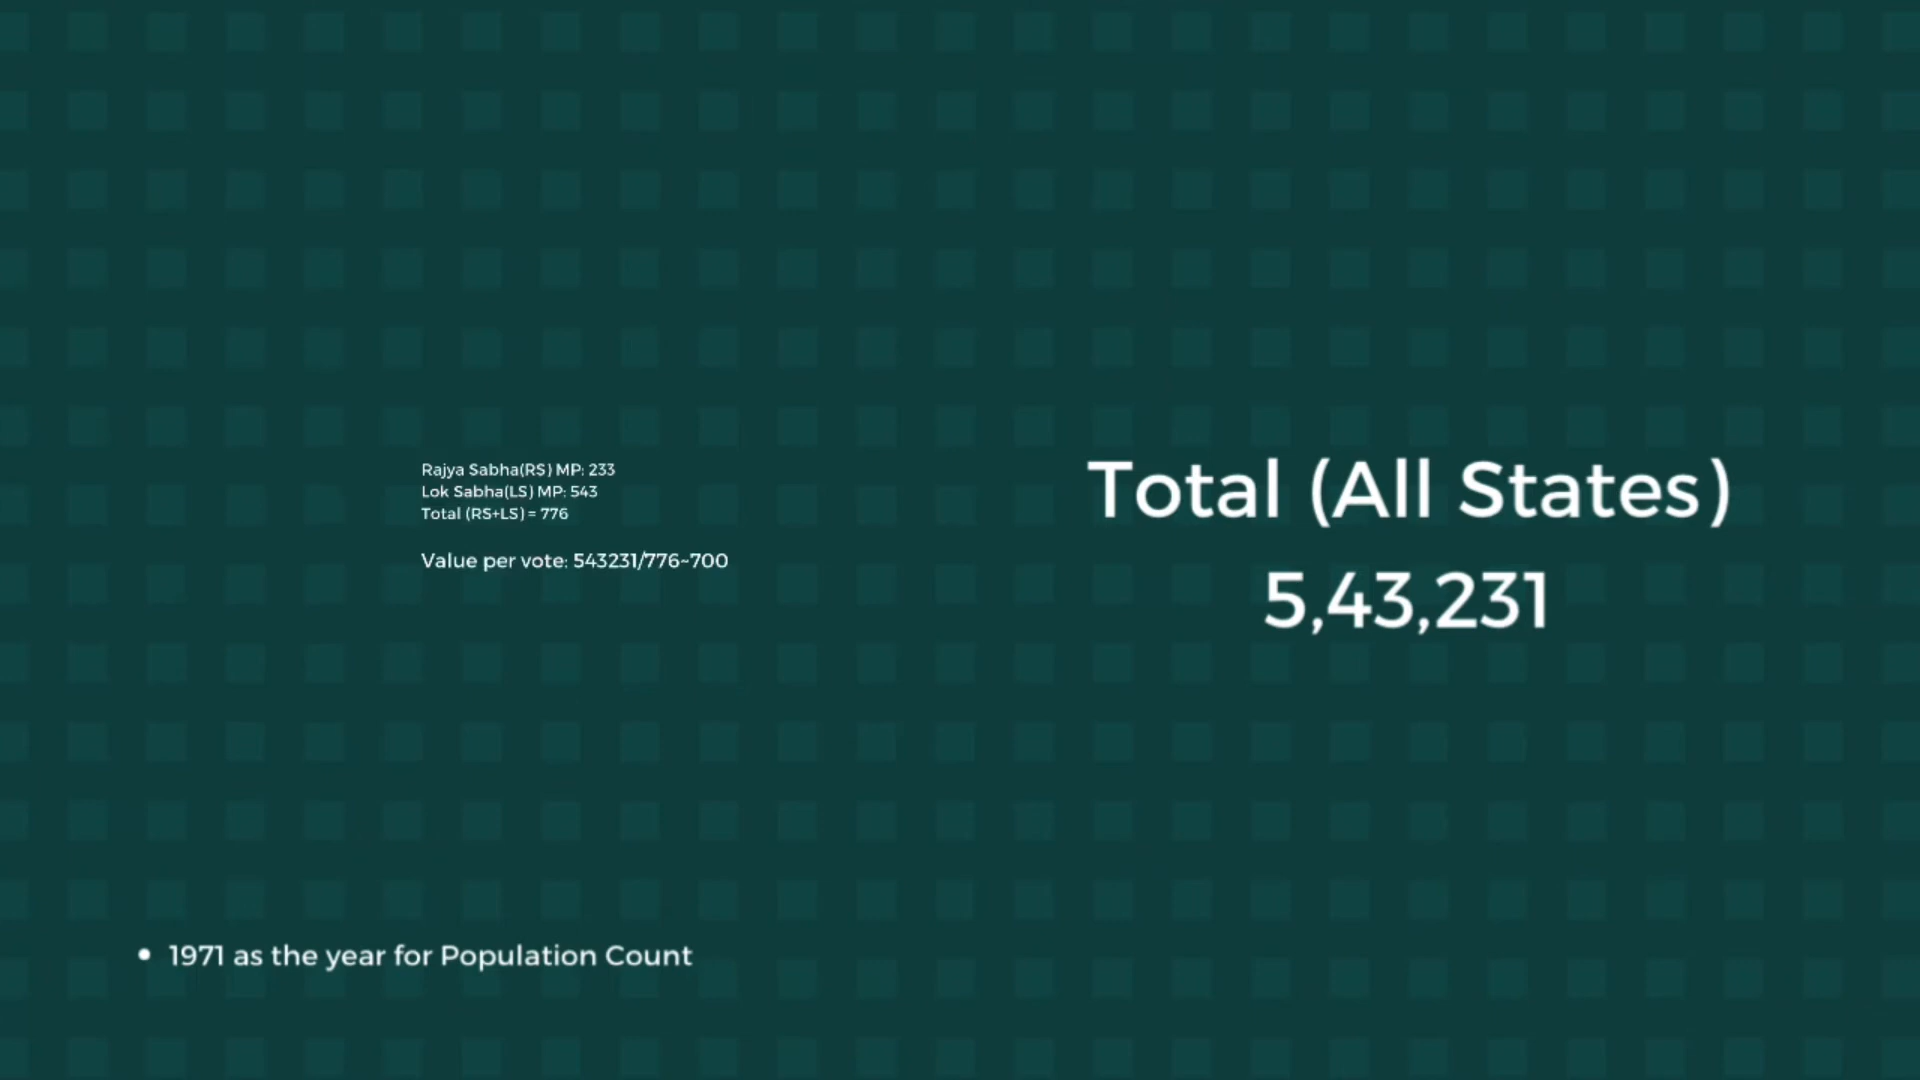 Rajya Sabha(RS) MP: 233
Lok Sabha(LS) MP: 543
Total (RS+LS) = 776
Value per vote: 543231/776~700
Total (All States)
5,43,231
• 1971 as the year for Population Count